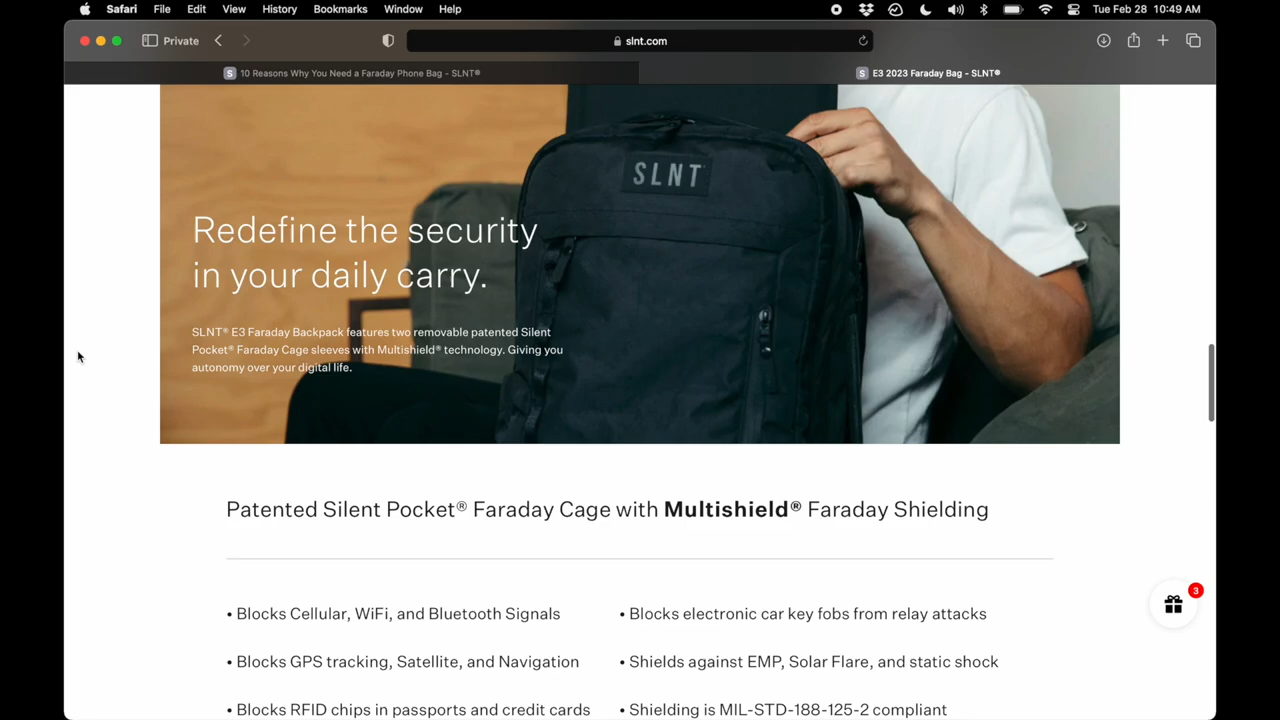 Safari File Edit View History Bookmarks Window Help Tue Feb 28 10:49 AM
Private slnt.com
S 10 Reasons Why You Need a Faraday Phone Bag - SLNT® S E3 2023 Faraday Bag - SLNT®
SLNT
Redefine the security
in your daily carry.
SLNT® E3 Faraday Backpack features two removable patented Silent
Pocket® Faraday Cage sleeves with Multishield® technology. Giving you
autonomy over your digital life.
Patented Silent Pocket® Faraday Cage with Multishield® Faraday Shielding
• Blocks Cellular, WiFi, and Bluetooth Signals • Blocks electronic car key fobs from relay attacks
3
• Blocks GPS tracking, Satellite, and Navigation • Shields against EMP, Solar Flare, and static shock
• Blocks RFID chips in passports and credit cards • Shielding is MIL-STD-188-125-2 compliant